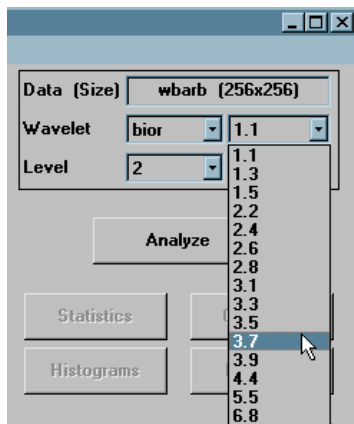 Data (Size) wbarb (256x256)
Wavelet bior 1.1
Level 2
1.1
1.3
1.5
2.2
2.4
2.6
2.8
3.1
3.3
3.5
3.7
3.9
4.4
5.5
6.8
Analyze
Statistics
Histograms